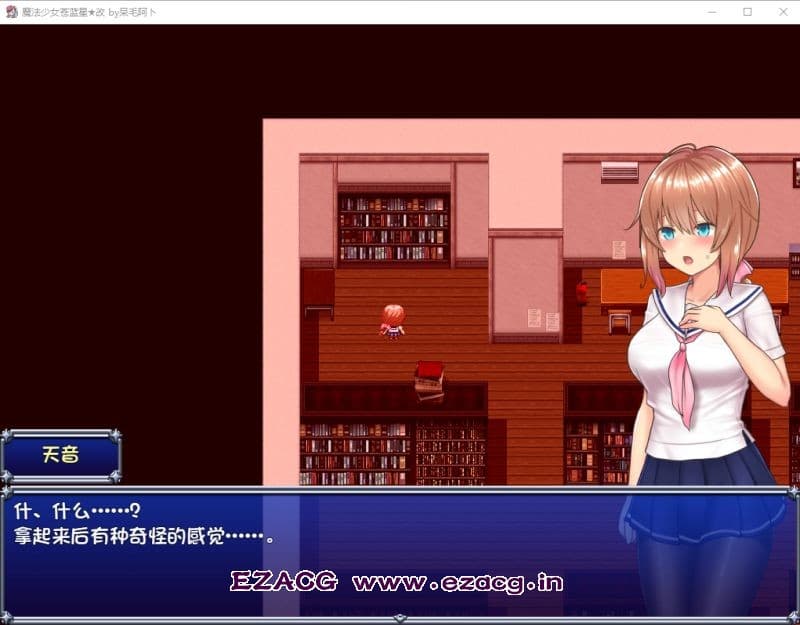 魔法少女苍蓝星★改 by呆毛阿卜
天音
什、什么……？
拿起来后有种奇怪的感觉……。
EZACG www.ezacg.in